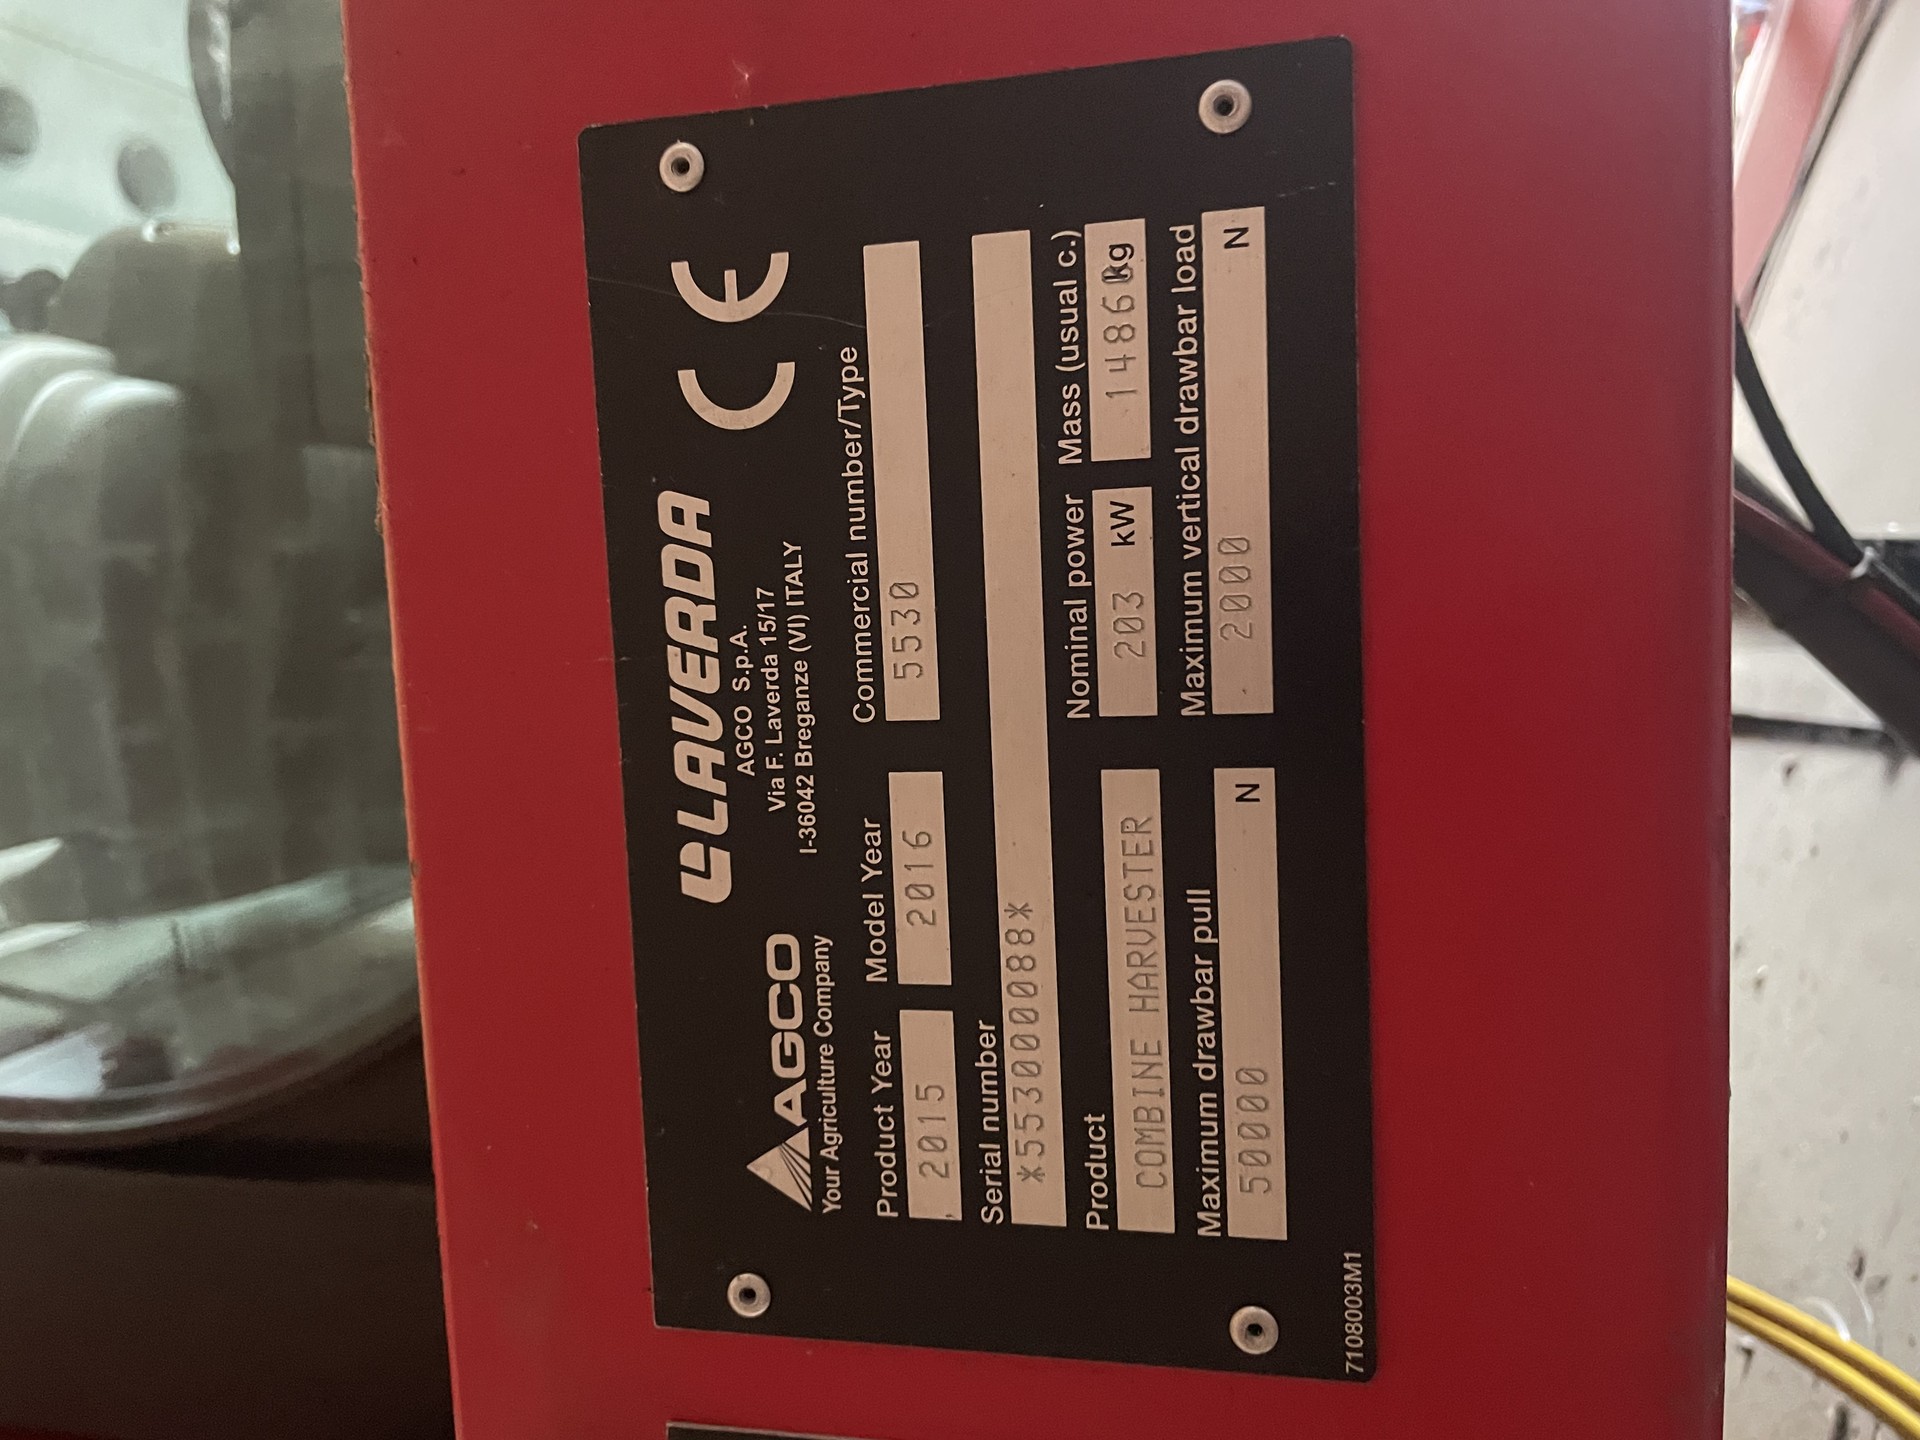 AGCO
Your Agriculture Company
LAVERDA
AGCO S.p.A.
Via F. Laverda 15/17
I-36042 Breganze (VI) ITALY
CE
Product Year
2015
Model Year
2016
Commercial number/Type
5530
Serial number
*553000088*
Product
COMBINE HARVESTER
Nominal power
203 kW
Mass (usual c.)
14860kg
Maximum drawbar pull
50000 N
Maximum vertical drawbar load
2000 N
7108003M1